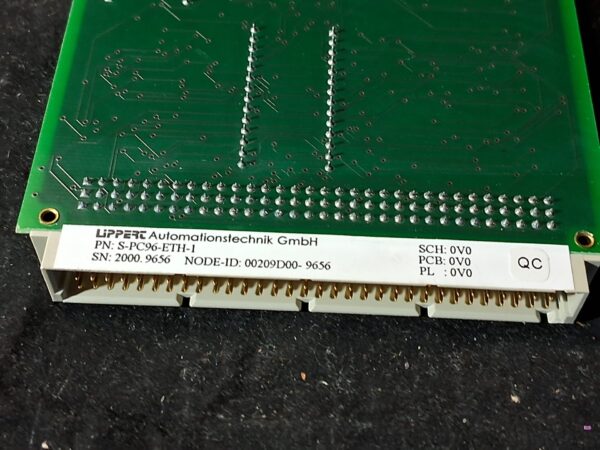 LIPPERT Automationstechnik GmbH
PN: S-PC96-ETH-1 SCH: 0V0
SN: 2000. 9656 NODE-ID: 00209D00- 9656 PCB: 0V0
PL : 0V0
QC